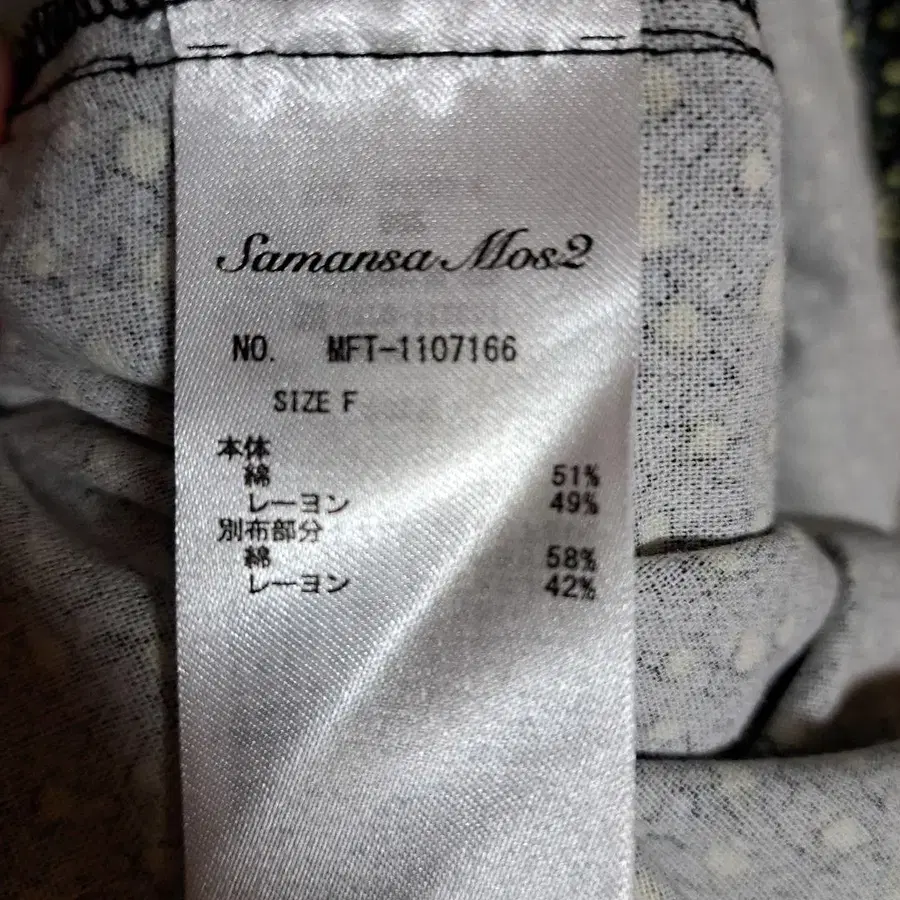 Samansa Mos2
NO. MFT-1107166
SIZE F
本体
綿 51%
レーヨン 49%
別布部分
綿 58%
レーヨン 42%